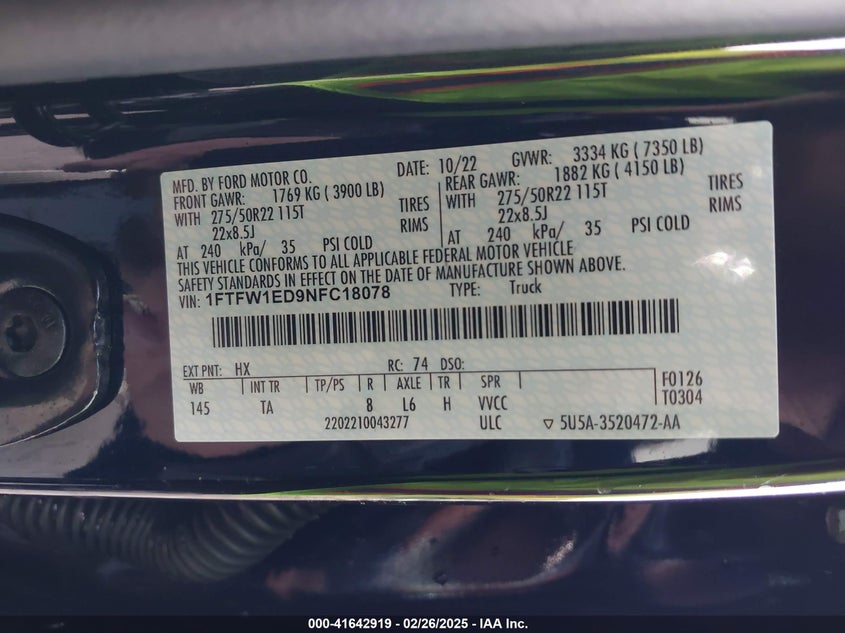 MFD. BY FORD MOTOR CO. DATE: 10/22 GVWR: 3334 KG ( 7350 LB)
FRONT GAWR: 1769 KG ( 3900 LB) REAR GAWR: 1882 KG ( 4150 LB)
WITH 275/50R22 115T TIRES WITH 275/50R22 115T TIRES
22x8.5J RIMS 22x8.5J RIMS
AT 240 kPa/ 35 PSI COLD AT 240 kPa/ 35 PSI COLD
THIS VEHICLE CONFORMS TO ALL APPLICABLE FEDERAL MOTOR VEHICLE
SAFETY STANDARDS IN EFFECT ON THE DATE OF MANUFACTURE SHOWN ABOVE.
VIN: 1FTFW1ED9NFC18078 TYPE: Truck
EXT PNT: HX RC: 74 DSO:
WB INT TR TP/PS R AXLE TR SPR F0126
145 TA 8 L6 H VVCC T0304
2202210043277 ULC ▽ 5U5A-3520472-AA
000-41642919 - 02/26/2025 - © IAA Inc.